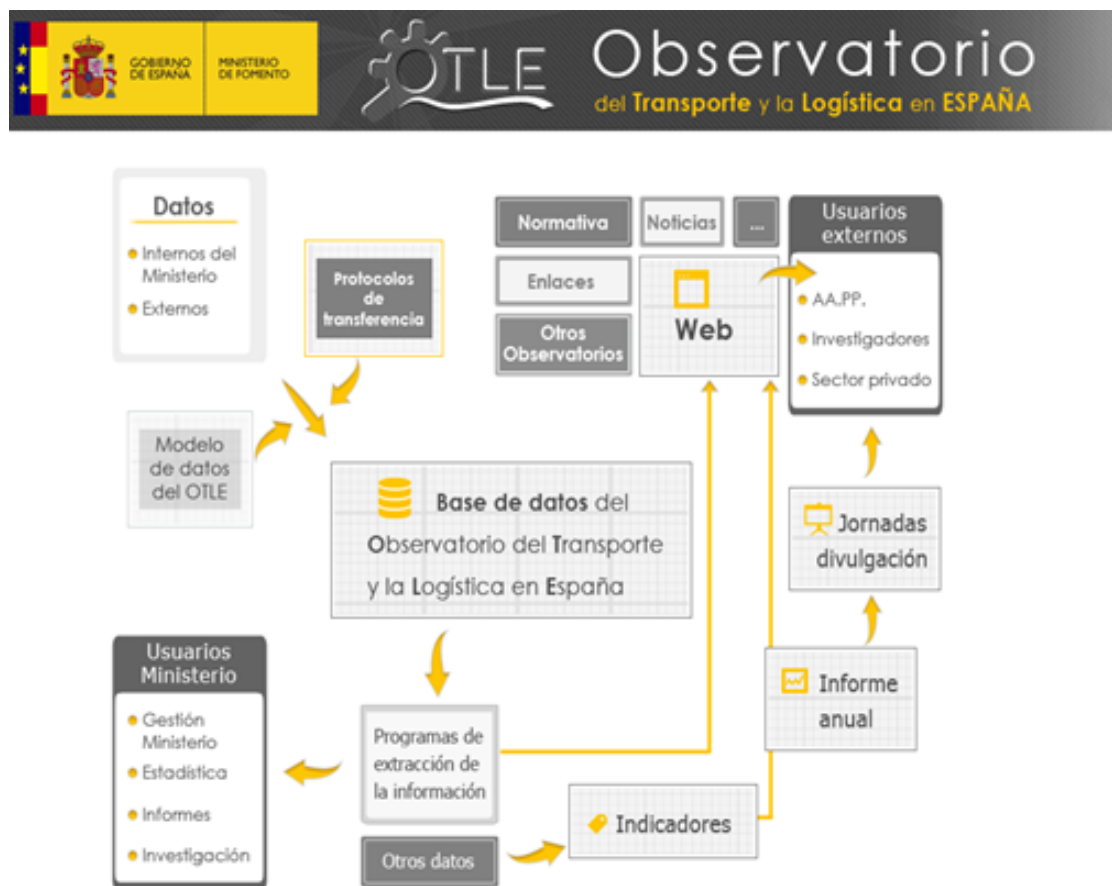 GOBIERNO
DE ESPAÑA
MINISTERIO
DE FOMENTO
OTLE
Observatorio
del Transporte y la Logística en ESPAÑA
Datos
Internos del
Ministerio
Externos
Protocolos
de
transferencia
Modelo
de datos
del OTLE
Normativa
Noticias
...
Enlaces
Otros
Observatorios
Web
Usuarios
externos
AA.PP.
Investigadores
Sector privado
Base de datos del
Observatorio del Transporte
y la Logística en España
Jornadas
divulgación
Informe
anual
Usuarios
Ministerio
Gestión
Ministerio
Estadística
Informes
Investigación
Programas de
extracción de
la información
Otros datos
Indicadores